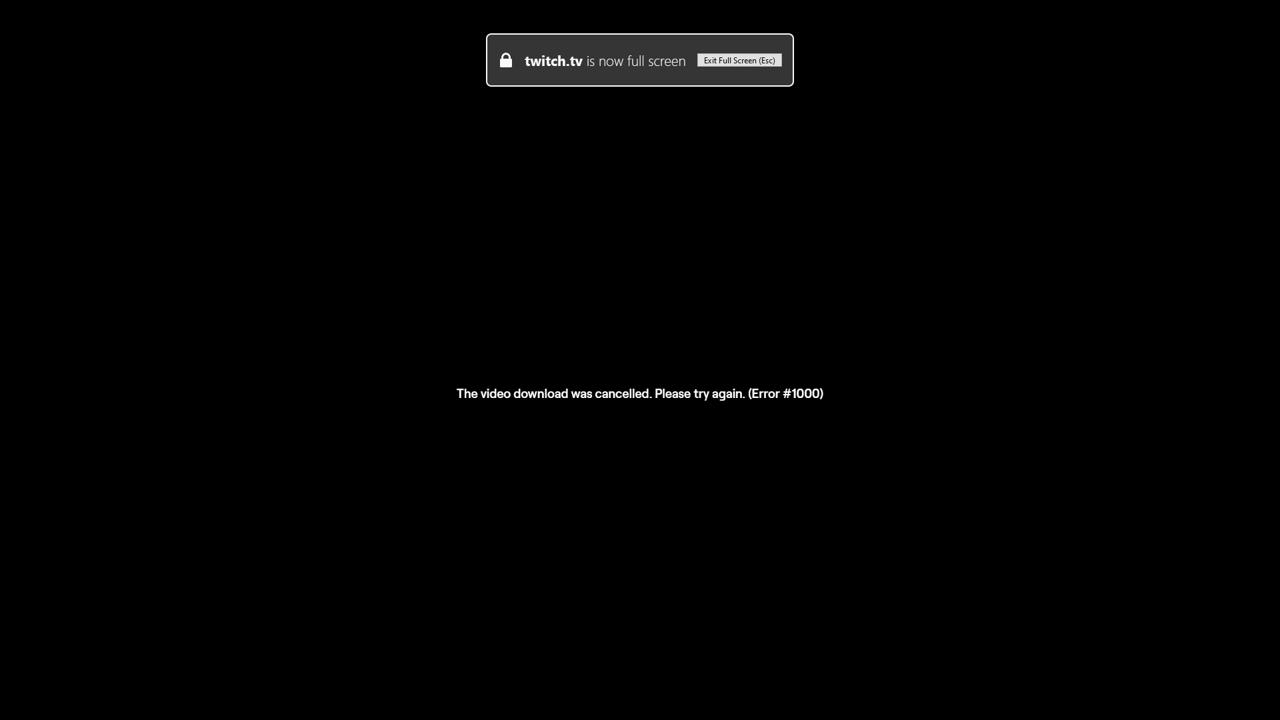 twitch.tv is now full screen Exit Full Screen (Esc)
The video download was cancelled. Please try again. (Error #1000)